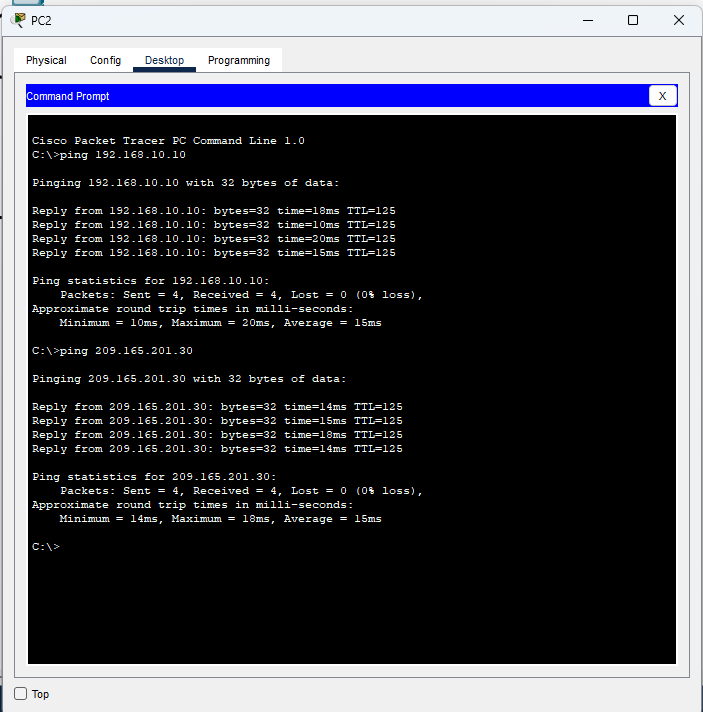 PC2
Physical Config Desktop Programming
Command Prompt X
Cisco Packet Tracer PC Command Line 1.0
C:\>ping 192.168.10.10
Pinging 192.168.10.10 with 32 bytes of data:
Reply from 192.168.10.10: bytes=32 time=18ms TTL=125
Reply from 192.168.10.10: bytes=32 time=10ms TTL=125
Reply from 192.168.10.10: bytes=32 time=20ms TTL=125
Reply from 192.168.10.10: bytes=32 time=15ms TTL=125
Ping statistics for 192.168.10.10:
Packets: Sent = 4, Received = 4, Lost = 0 (0% loss),
Approximate round trip times in milli-seconds:
Minimum = 10ms, Maximum = 20ms, Average = 15ms
C:\>ping 209.165.201.30
Pinging 209.165.201.30 with 32 bytes of data:
Reply from 209.165.201.30: bytes=32 time=14ms TTL=125
Reply from 209.165.201.30: bytes=32 time=15ms TTL=125
Reply from 209.165.201.30: bytes=32 time=18ms TTL=125
Reply from 209.165.201.30: bytes=32 time=14ms TTL=125
Ping statistics for 209.165.201.30:
Packets: Sent = 4, Received = 4, Lost = 0 (0% loss),
Approximate round trip times in milli-seconds:
Minimum = 14ms, Maximum = 18ms, Average = 15ms
C:\>
Top